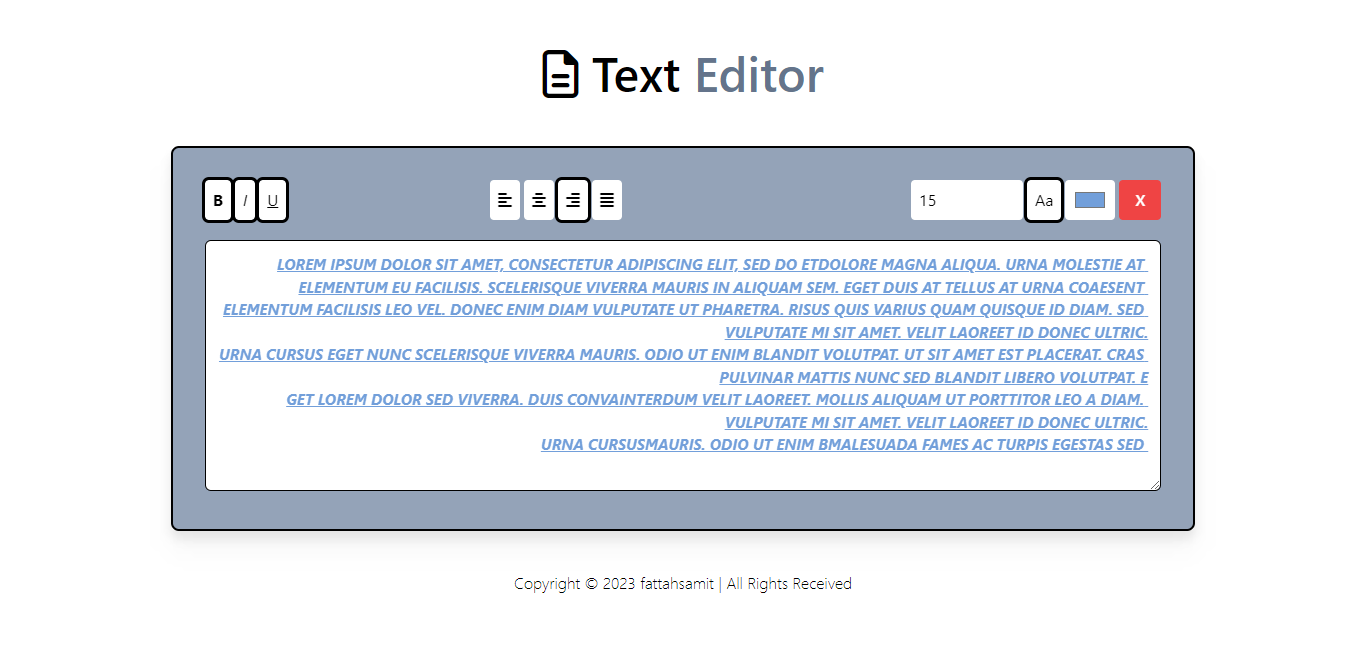 Text Editor
B I U 15 Aa X
LOREM IPSUM DOLOR SIT AMET, CONSECTETUR ADIPISCING ELIT, SED DO ETDOLORE MAGNA ALIQUA. URNA MOLESTIE AT
ELEMENTUM EU FACILISIS. SCELERISQUE VIVERRA MAURIS IN ALIQUAM SEM. EGET DUIS AT TELLUS AT URNA COAESENT
ELEMENTUM FACILISIS LEO VEL. DONEC ENIM DIAM VULPUTATE UT PHARETRA. RISUS QUIS VARIUS QUAM QUISQUE ID DIAM. SED
VULPUTATE MI SIT AMET. VELIT LAOREET ID DONEC ULTRIC.
URNA CURSUS EGET NUNC SCELERISQUE VIVERRA MAURIS. ODIO UT ENIM BLANDIT VOLUTPAT. UT SIT AMET EST PLACERAT. CRAS
PULVINAR MATTIS NUNC SED BLANDIT LIBERO VOLUTPAT. E
GET LOREM DOLOR SED VIVERRA. DUIS CONVAINTERDUM VELIT LAOREET. MOLLIS ALIQUAM UT PORTTITOR LEO A DIAM.
VULPUTATE MI SIT AMET. VELIT LAOREET ID DONEC ULTRIC.
URNA CURSUSMAURIS. ODIO UT ENIM BMALESUADA FAMES AC TURPIS EGESTAS SED
Copyright © 2023 fattahsamit | All Rights Received